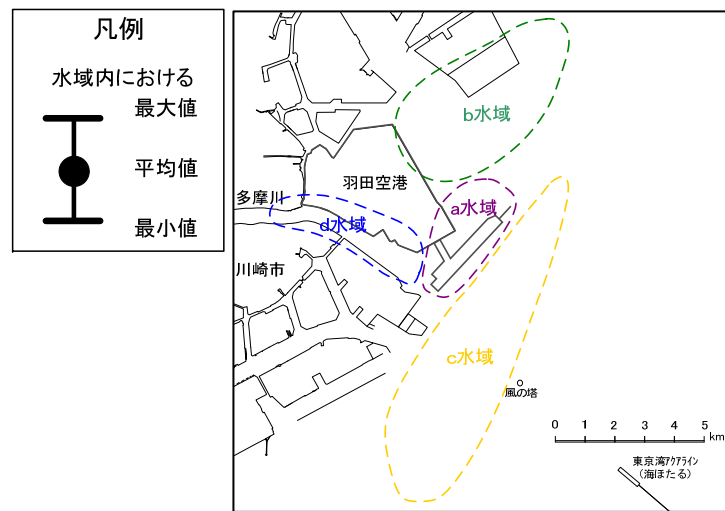 凡例
水域内における
最大値
平均値
最小値
b水域
羽田空港
多摩川
a水域
d水域
川崎市
c水域
風の塔
0 1 2 3 4 5
km
東京湾アクアライン
(海ほたる)